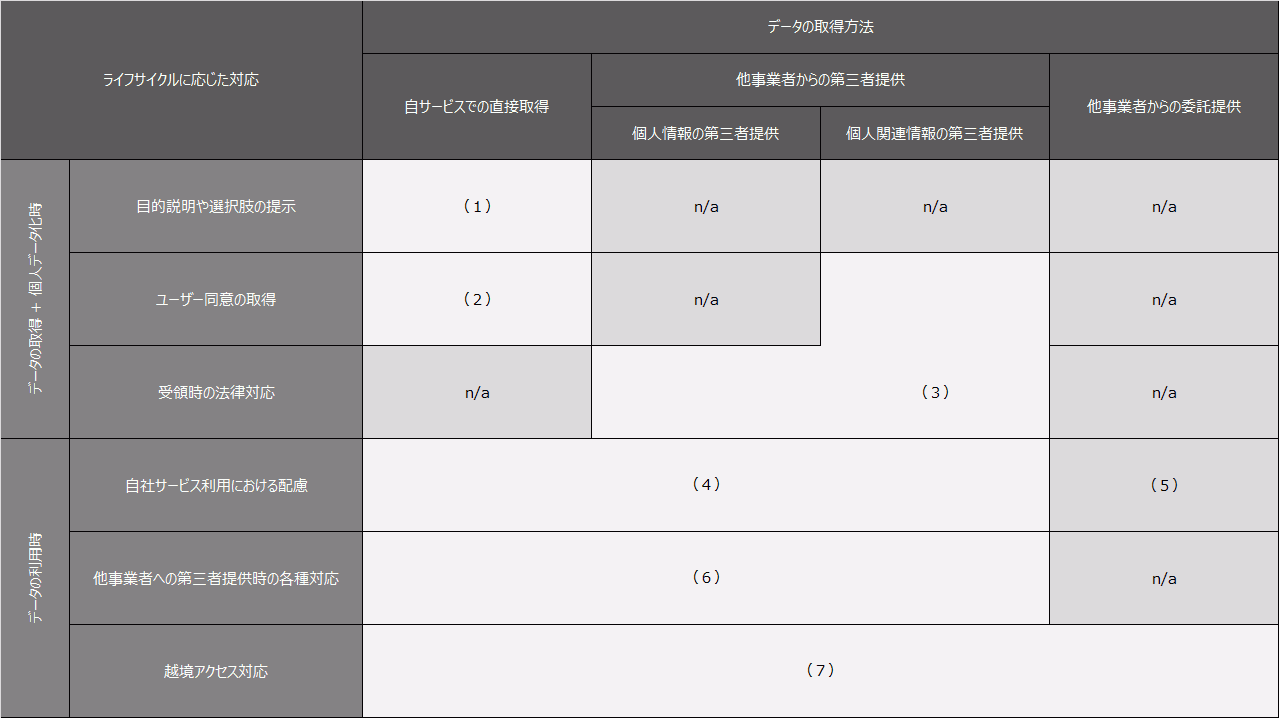 データの取得方法
ライフサイクルに応じた対応
他事業者からの第三者提供
自サービスでの直接取得
他事業者からの委託提供
個人情報の第三者提供
個人関連情報の第三者提供
データの取得 + 個人データ化時
目的説明や選択肢の提示
（1）
n/a
n/a
n/a
ユーザー同意の取得
（2）
n/a
n/a
受領時の法律対応
n/a
（3）
n/a
データの利用時
自社サービス利用における配慮
（4）
（5）
他事業者への第三者提供時の各種対応
（6）
n/a
越境アクセス対応
（7）